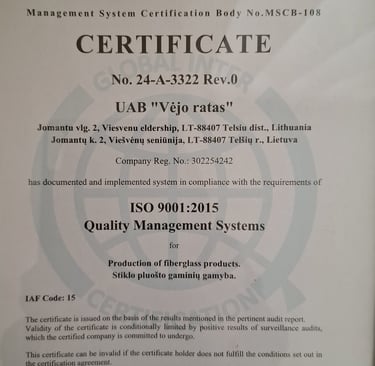 Management System Certification Body No.MSCB-108
CERTIFICATE
No. 24-A-3322 Rev.0
UAB "Vėjo ratas"
Jomantu vlg. 2, Viesvenu eldership, LT-88407 Telsiu dist., Lithuania
Jomantų k. 2, Viešvėnų seniūnija, LT-88407 Telšių r., Lietuva
Company Reg. No.: 302254242
has documented and implemented system in compliance with the requirements of
ISO 9001:2015
Quality Management Systems
for
Production of fiberglass products.
Stiklo pluošto gaminių gamyba.
IAF Code: 15
The certificate is issued on the basis of the results mentioned in the pertinent audit report.
Validity of the certificate is conditionally limited by positive results of surveillance audits,
which the certified company is committed to undergo.
This certificate can be invalid if the certificate holder does not fulfill the conditions set out in
the certification agreement.
GLOBAL INTER
CERTIFICATION